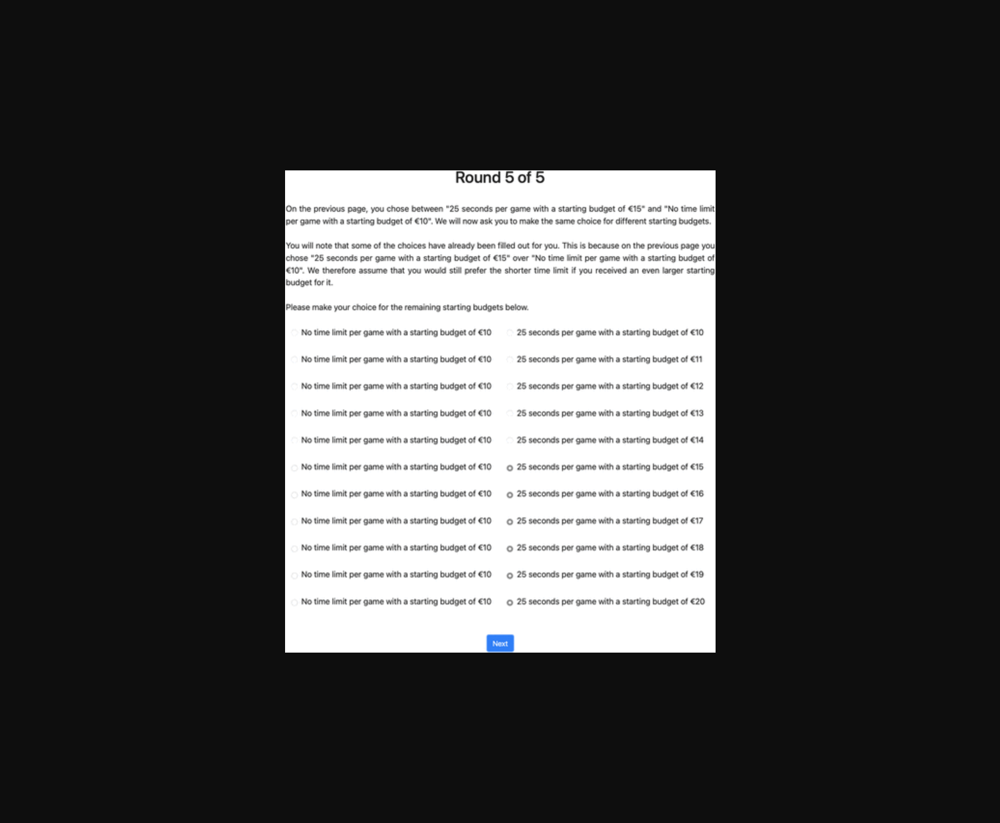 Round 5 of 5
On the previous page, you chose between "25 seconds per game with a starting budget of €15" and "No time limit
per game with a starting budget of €10". We will now ask you to make the same choice for different starting budgets.
You will note that some of the choices have already been filled out for you. This is because on the previous page you
chose "25 seconds per game with a starting budget of €15" over "No time limit per game with a starting budget of
€10". We therefore assume that you would still prefer the shorter time limit if you received an even larger starting
budget for it.
Please make your choice for the remaining starting budgets below.
No time limit per game with a starting budget of €10 25 seconds per game with a starting budget of €10
No time limit per game with a starting budget of €10 25 seconds per game with a starting budget of €11
No time limit per game with a starting budget of €10 25 seconds per game with a starting budget of €12
No time limit per game with a starting budget of €10 25 seconds per game with a starting budget of €13
No time limit per game with a starting budget of €10 25 seconds per game with a starting budget of €14
No time limit per game with a starting budget of €10 25 seconds per game with a starting budget of €15
No time limit per game with a starting budget of €10 25 seconds per game with a starting budget of €16
No time limit per game with a starting budget of €10 25 seconds per game with a starting budget of €17
No time limit per game with a starting budget of €10 25 seconds per game with a starting budget of €18
No time limit per game with a starting budget of €10 25 seconds per game with a starting budget of €19
No time limit per game with a starting budget of €10 25 seconds per game with a starting budget of €20
Next